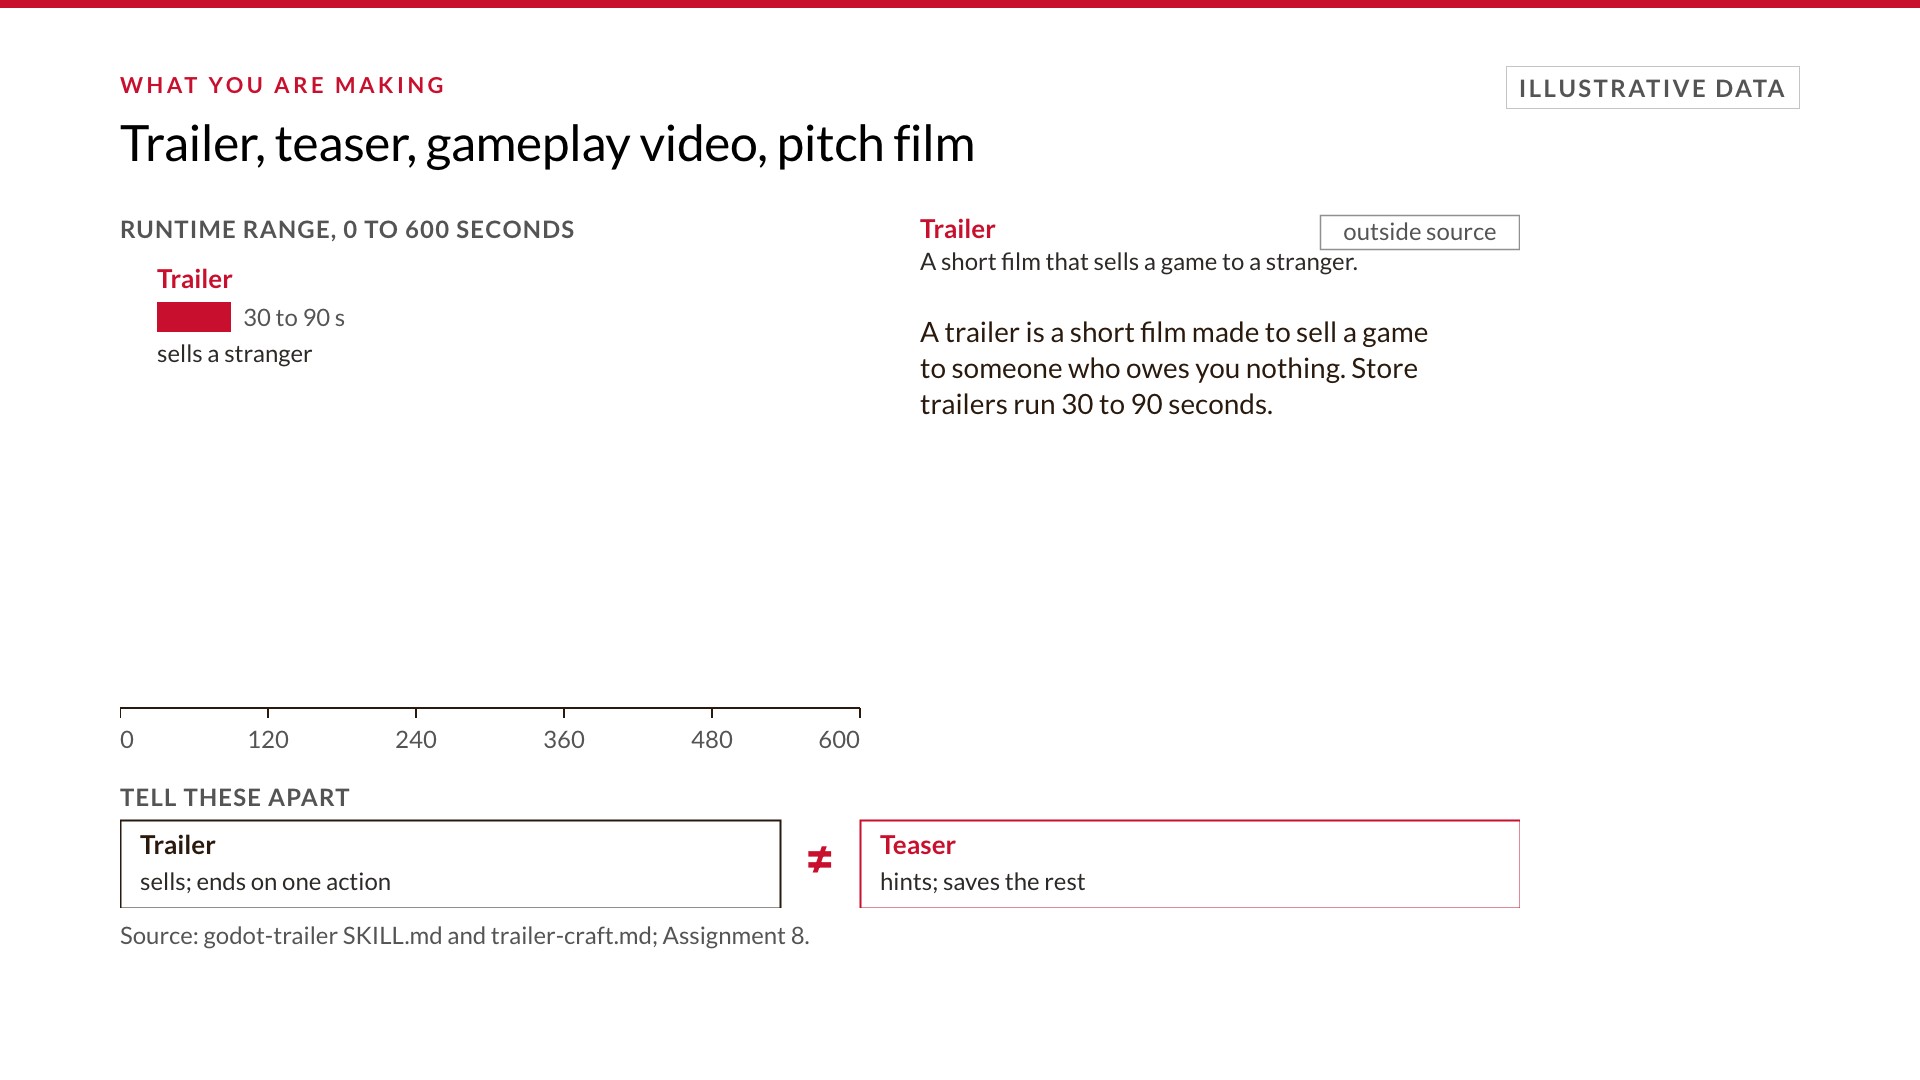 WHAT YOU ARE MAKING
ILLUSTRATIVE DATA
Trailer, teaser, gameplay video, pitch film
RUNTIME RANGE, 0 TO 600 SECONDS
Trailer
30 to 90 s
sells a stranger
Trailer
outside source
A short film that sells a game to a stranger.
A trailer is a short film made to sell a game
to someone who owes you nothing. Store
trailers run 30 to 90 seconds.
0 120 240 360 480 600
TELL THESE APART
Trailer
sells; ends on one action
≠
Teaser
hints; saves the rest
Source: godot-trailer SKILL.md and trailer-craft.md; Assignment 8.